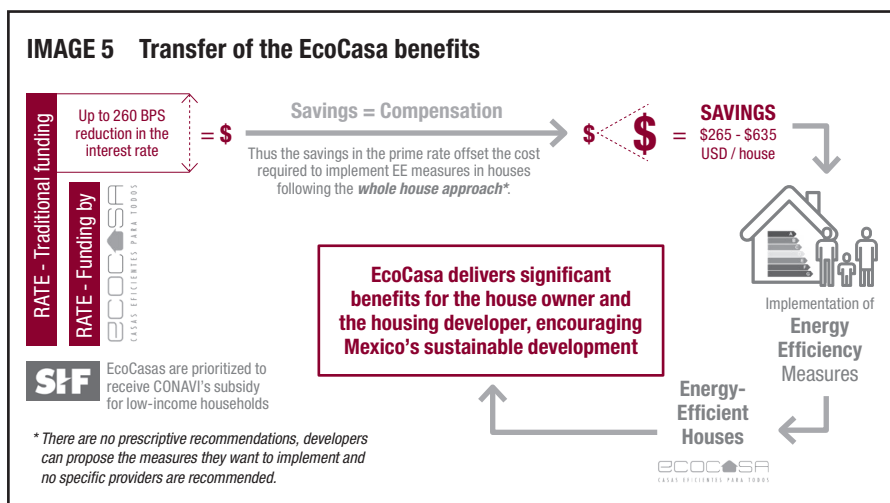 IMAGE 5 Transfer of the EcoCasa benefits
RATE - Traditional funding
Up to 260 BPS
reduction in the
interest rate
= $
RATE - Funding by
ecocasa
CASAS EFICIENTES PARA TODOS
Savings = Compensation
Thus the savings in the prime rate offset the cost
required to implement EE measures in houses
following the whole house approach*.
$ $ =
SAVINGS
$265 - $635
USD / house
Implementation of
Energy
Efficiency
Measures
Energy-
Efficient
Houses
ecocasa
CASAS EFICIENTES PARA TODOS
EcoCasa delivers significant
benefits for the house owner and
the housing developer, encouraging
Mexico's sustainable development
SHF
EcoCasas are prioritized to
receive CONAVI's subsidy
for low-income households
* There are no prescriptive recommendations, developers
can propose the measures they want to implement and
no specific providers are recommended.